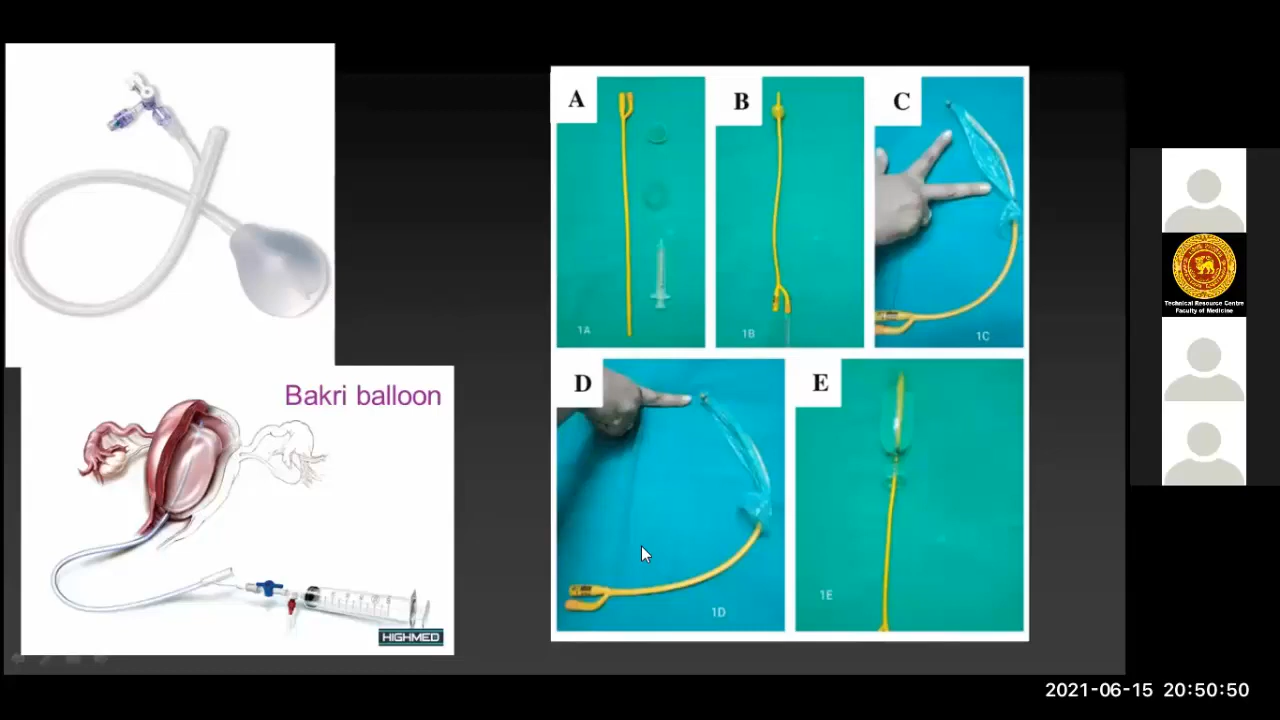 Bakri balloon
HIGHMED
A
1A
B
1B
C
1C
D
1D
E
1E
Technical Resource Centre
Faculty of Medicine
2021-06-15 20:50:50